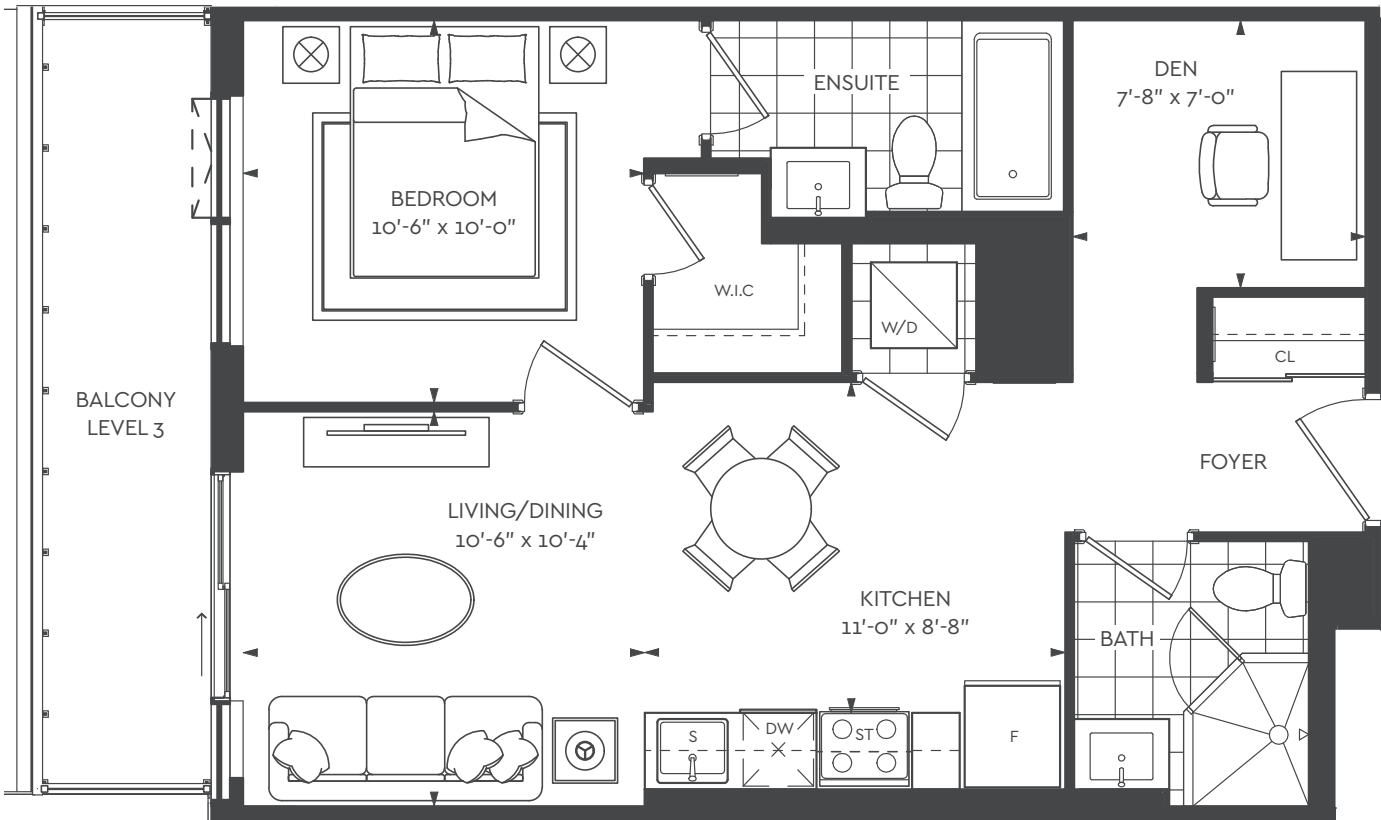 ENSUITE
DEN
7'-8" x 7'-0"
BEDROOM
10'-6" x 10'-0"
W.I.C
W/D
CL
BALCONY
LEVEL 3
FOYER
LIVING/DINING
10'-6" x 10'-4"
KITCHEN
11'-0" x 8'-8"
BATH
S
DW
ST
F